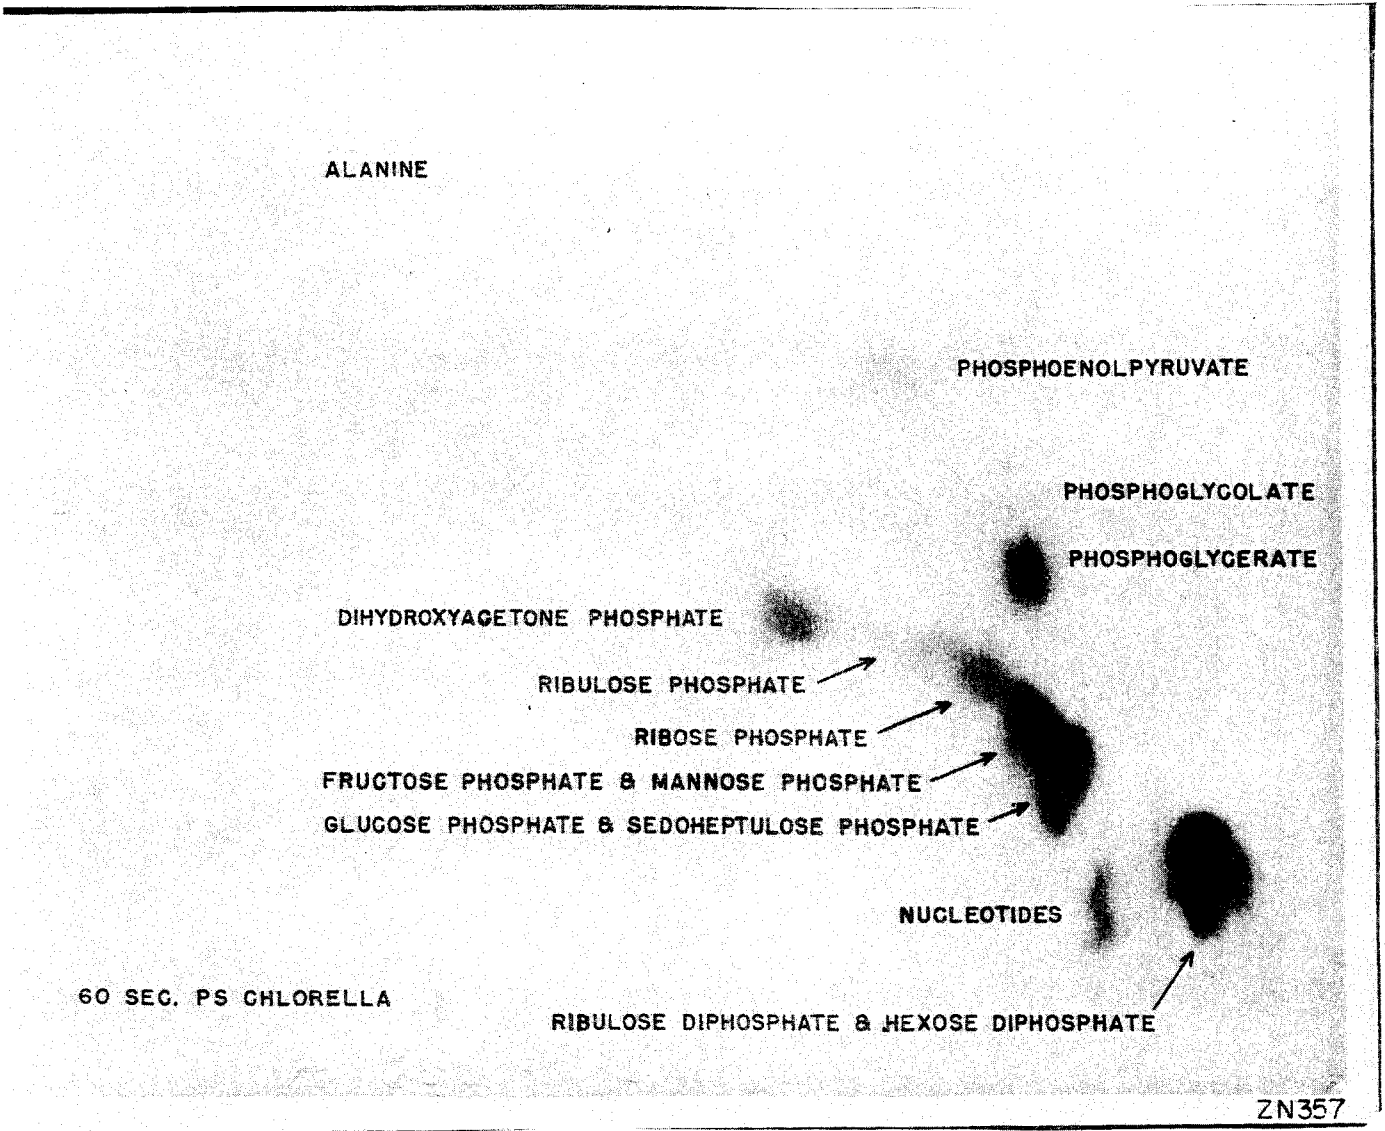 ALANINE
PHOSPHOENOLPYRUVATE
PHOSPHOGLYCOLATE
PHOSPHOGLYCERATE
DIHYDROXYACETONE PHOSPHATE
RIBULOSE PHOSPHATE
RIBOSE PHOSPHATE
FRUCTOSE PHOSPHATE & MANNOSE PHOSPHATE
GLUCOSE PHOSPHATE & SEDOHEPTULOSE PHOSPHATE
NUCLEOTIDES
60 SEC. PS CHLORELLA
RIBULOSE DIPHOSPHATE & HEXOSE DIPHOSPHATE
ZN357